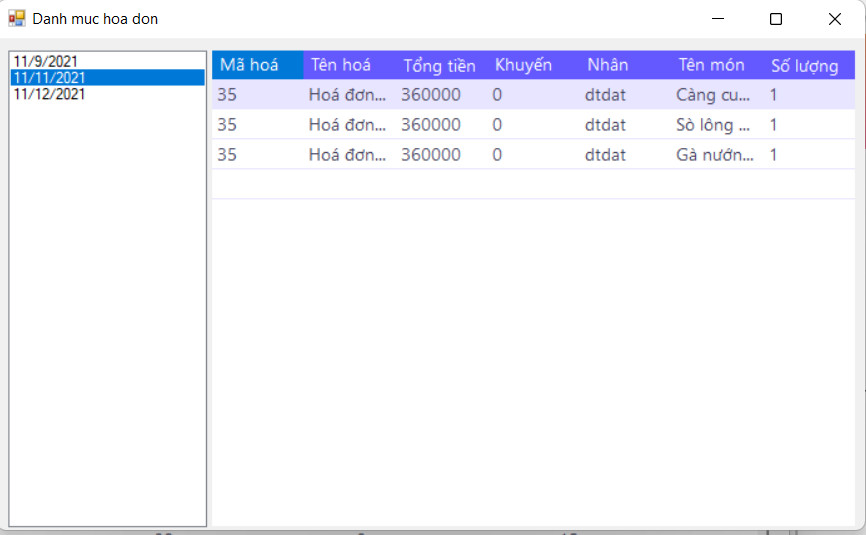 Danh muc hoa don
11/9/2021
11/11/2021
11/12/2021
Mã hoá Tên hoá Tổng tiền Khuyến Nhân Tên món Số lượng
35 Hoá đơn... 360000 0 dtdat Càng cu... 1
35 Hoá đơn... 360000 0 dtdat Sò lông ... 1
35 Hoá đơn... 360000 0 dtdat Gà nướn... 1